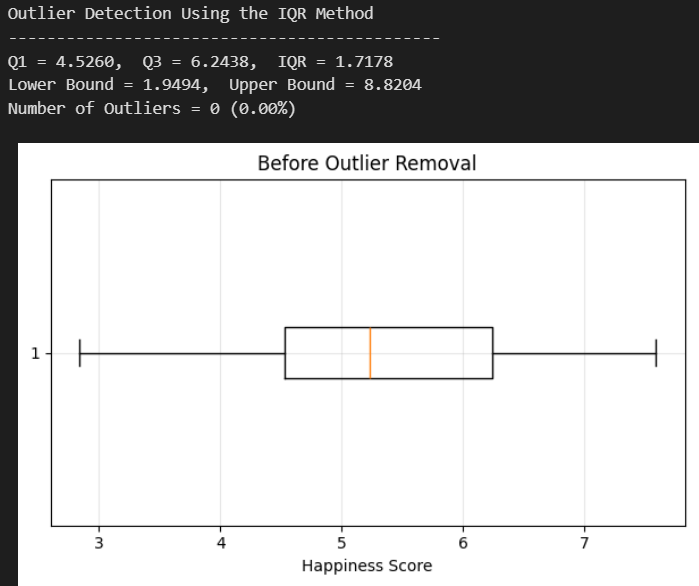 Outlier Detection Using the IQR Method
--------------------------------------------
Q1 = 4.5260,  Q3 = 6.2438,  IQR = 1.7178
Lower Bound = 1.9494,  Upper Bound = 8.8204
Number of Outliers = 0 (0.00%)
Before Outlier Removal
1
3 4 5 6 7
Happiness Score